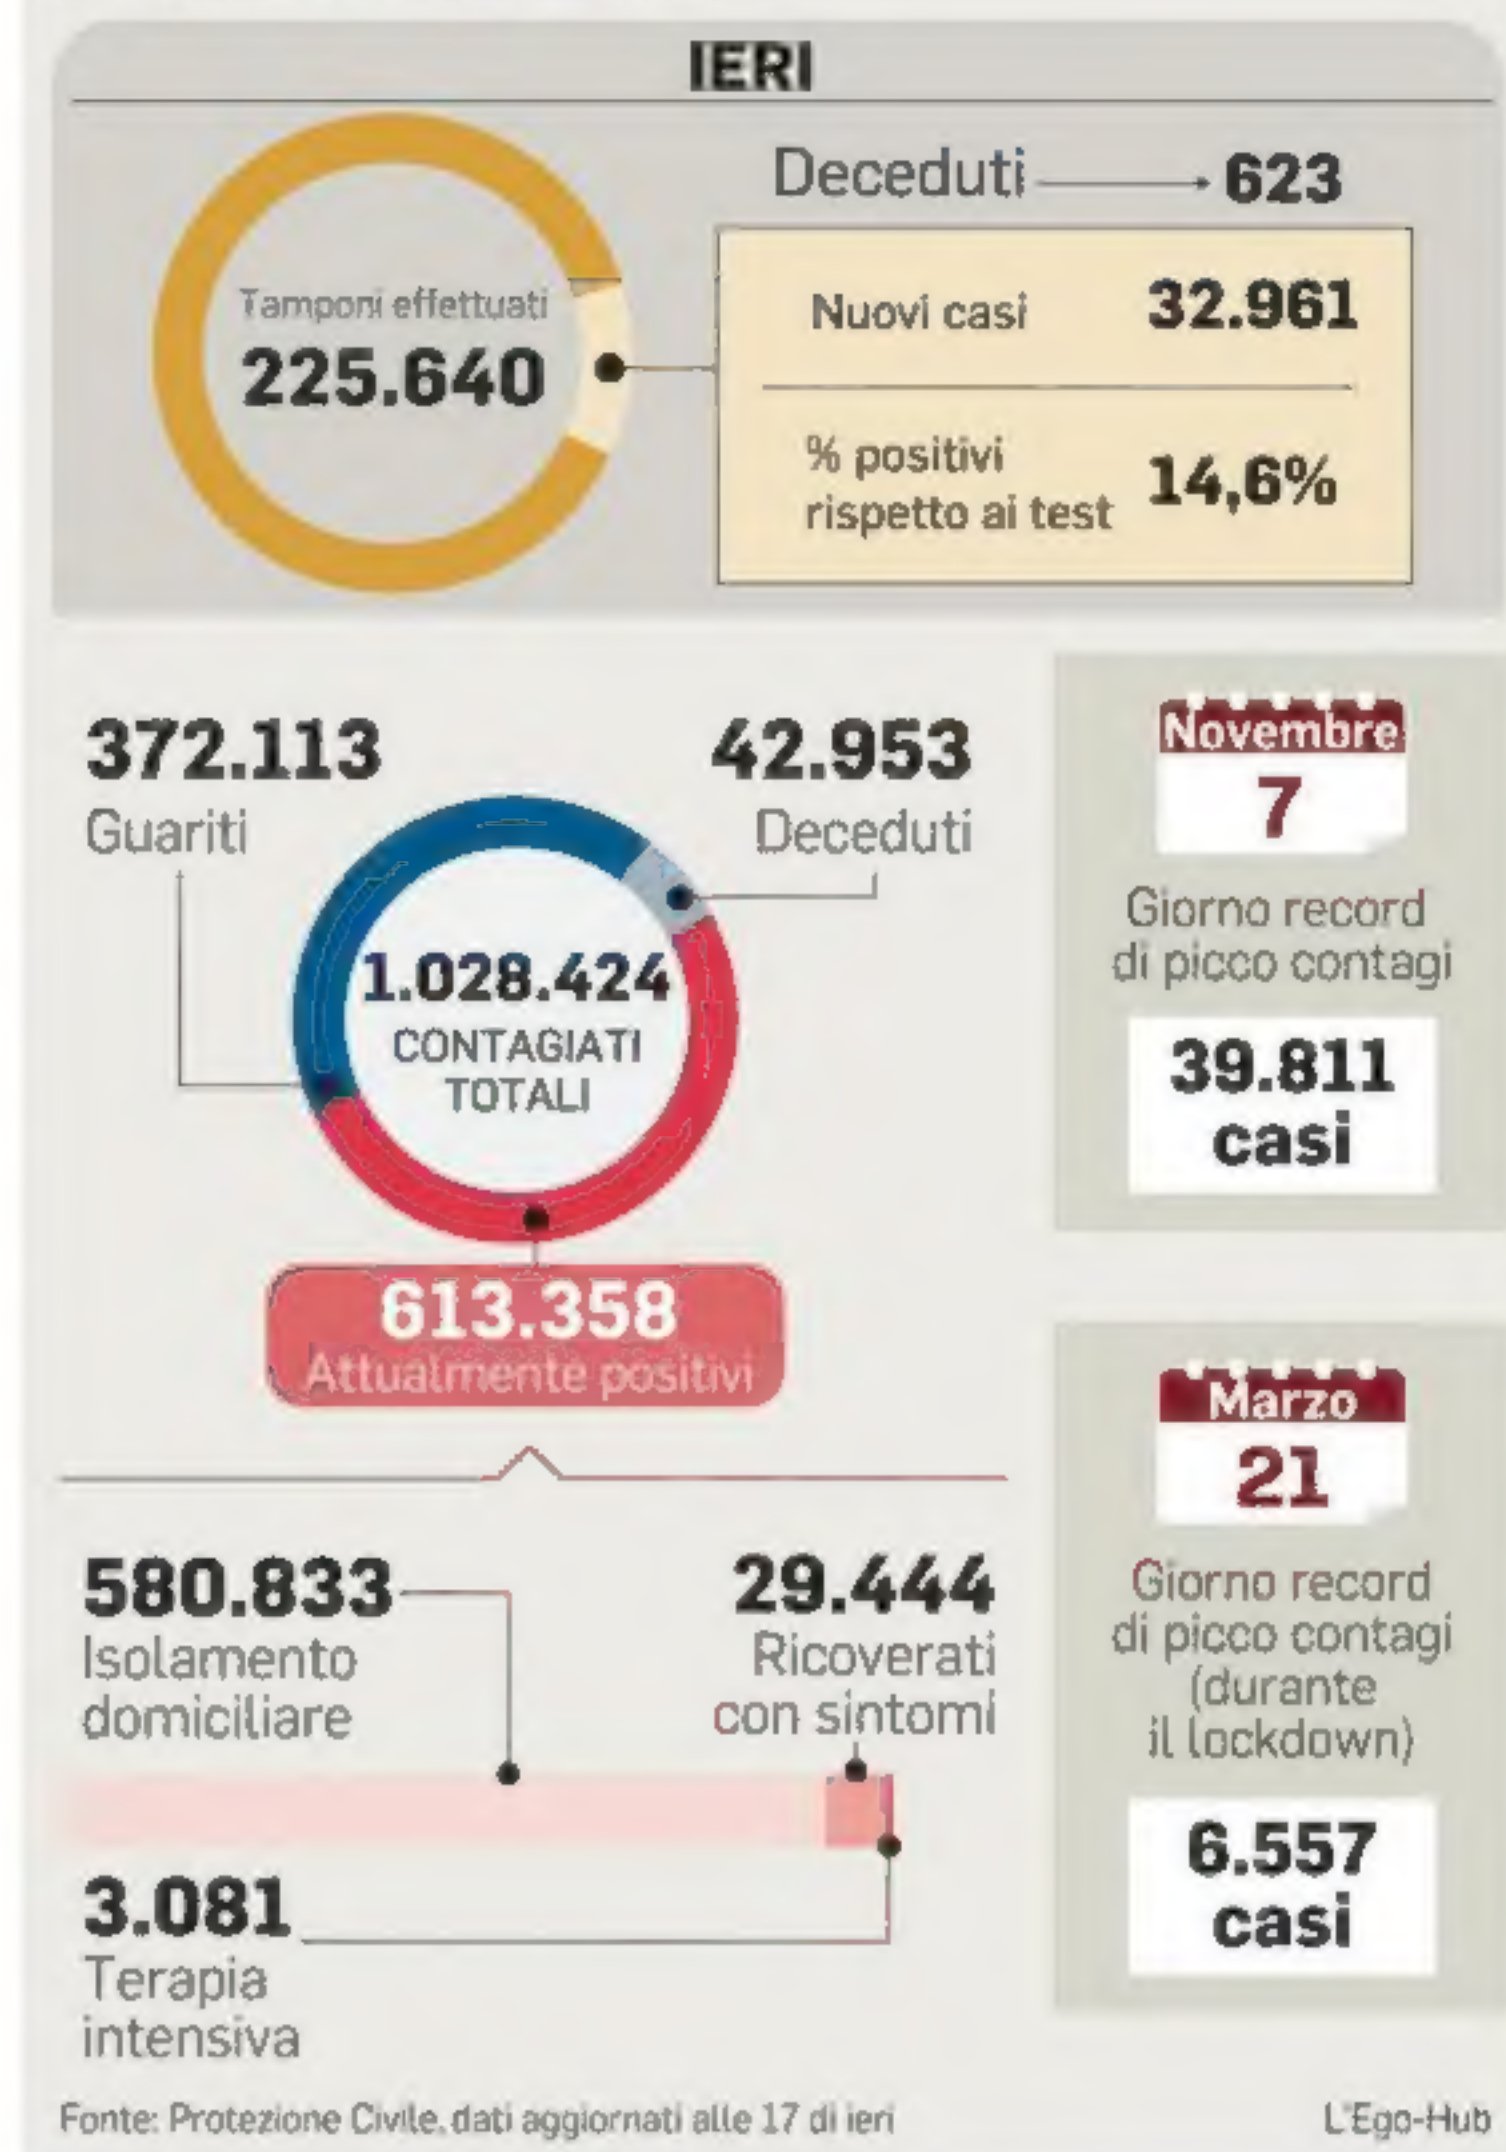 IERI
Deceduti 623
Tamponi effettuati
225.640
Nuovi casi 32.961
% positivi
rispetto ai test 14,6%
372.113
Guariti
42.953
Deceduti
1.028.424
CONTAGIATI
TOTALI
613.358
Attualmente positivi
580.833
Isolamento
domiciliare
29.444
Ricoverati
con sintomi
3.081
Terapia
intensiva
Novembre
7
Giorno record
di picco contagi
39.811
casi
Marzo
21
Giorno record
di picco contagi
(durante
il lockdown)
6.557
casi
Fonte: Protezione Civile, dati aggiornati alle 17 di ieri
L'Ego-Hub